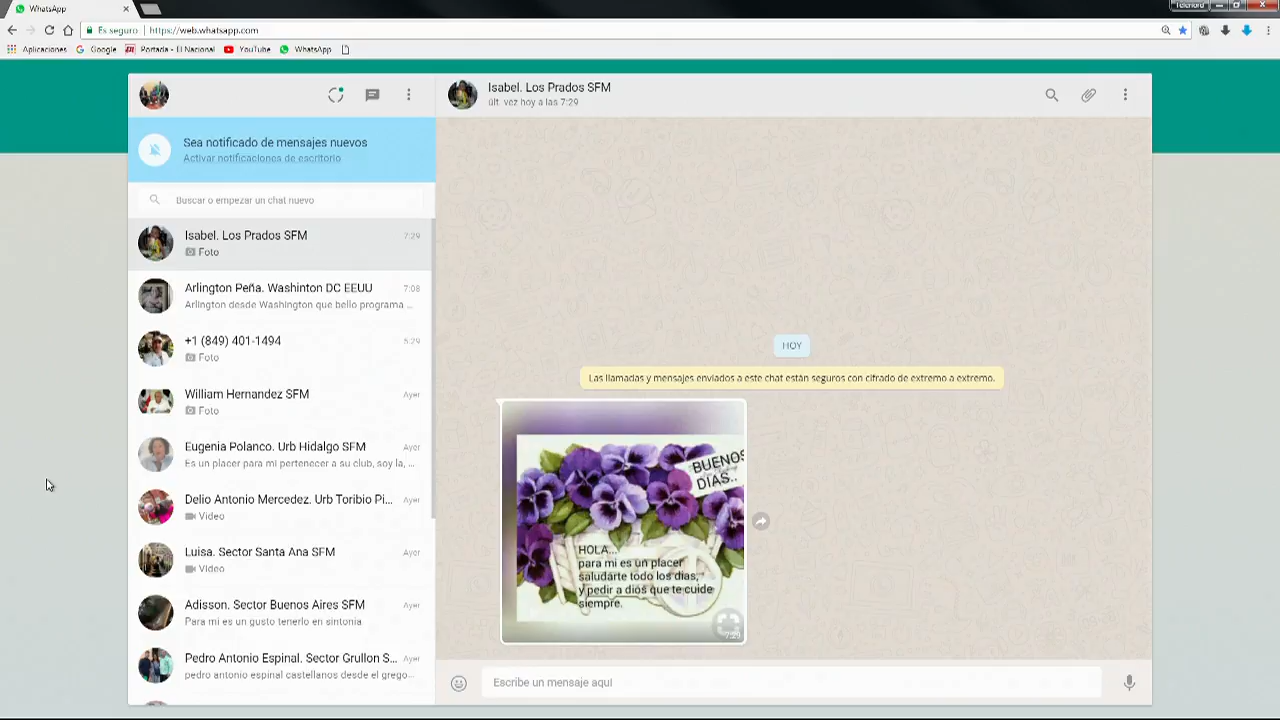 WhatsApp
Telenord
Es seguro
https://web.whatsapp.com
Aplicaciones
Google
Portada - El Nacional
YouTube
WhatsApp
Isabel. Los Prados SFM
últ. vez hoy a las 7:29
Sea notificado de mensajes nuevos
Activar notificaciones de escritorio
Buscar o empezar un chat nuevo
Isabel. Los Prados SFM 7:29
Foto
Arlington Peña. Washinton DC EEUU 7:08
Arlington desde Washington que bello programa ...
+1 (849) 401-1494 5:29
Foto
William Hernandez SFM Ayer
Foto
Eugenia Polanco. Urb Hidalgo SFM Ayer
Es un placer para mi pertenecer a su club, soy la, ...
Delio Antonio Mercedez. Urb Toribio Pi... Ayer
Video
Luisa. Sector Santa Ana SFM Ayer
Video
Adisson. Sector Buenos Aires SFM Ayer
Para mi es un gusto tenerlo en sintonia
Pedro Antonio Espinal. Sector Grullon S... Ayer
pedro antonio espinal castellanos desde el grego...
HOY
Las llamadas y mensajes enviados a este chat están seguros con cifrado de extremo a extremo.
BUENOS
DÍAS..
HOLA...
para mi es un placer
saludarte todo los dias,
y pedir a dios que te cuide
siempre.
7:29
Escribe un mensaje aquí